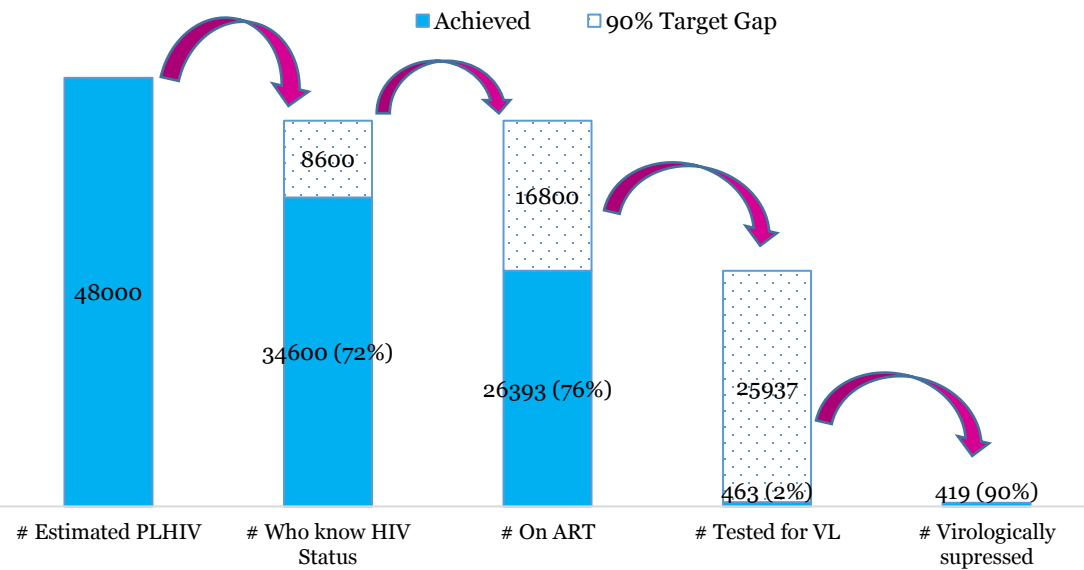 Achieved
90% Target Gap
48000
8600
34600 (72%)
16800
26393 (76%)
25937
463 (2%)
419 (90%)
# Estimated PLHIV
# Who know HIV
Status
# On ART
# Tested for VL
# Virologically
supressed